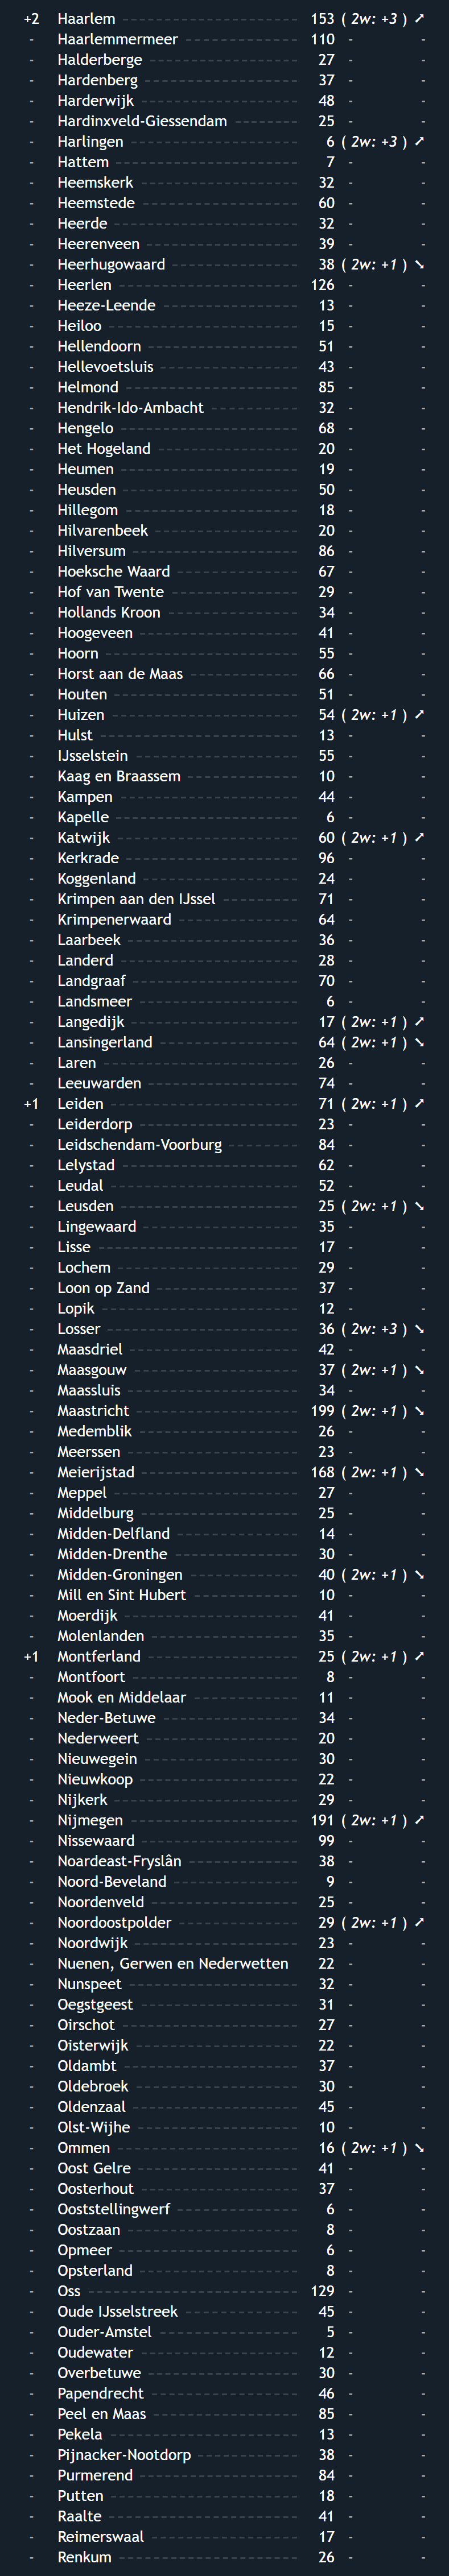 +2 Haarlem 153 ( 2w: +3 ) ➚
- Haarlemmermeer 110 - -
- Halderberge 27 - -
- Hardenberg 37 - -
- Harderwijk 48 - -
- Hardinxveld-Giessendam 25 - -
- Harlingen 6 ( 2w: +3 ) ➚
- Hattem 7 - -
- Heemskerk 32 - -
- Heemstede 60 - -
- Heerde 32 - -
- Heerenveen 39 - -
- Heerhugowaard 38 ( 2w: +1 ) ➘
- Heerlen 126 - -
- Heeze-Leende 13 - -
- Heiloo 15 - -
- Hellendoorn 51 - -
- Hellevoetsluis 43 - -
- Helmond 85 - -
- Hendrik-Ido-Ambacht 32 - -
- Hengelo 68 - -
- Het Hogeland 20 - -
- Heumen 19 - -
- Heusden 50 - -
- Hillegom 18 - -
- Hilvarenbeek 20 - -
- Hilversum 86 - -
- Hoeksche Waard 67 - -
- Hof van Twente 29 - -
- Hollands Kroon 34 - -
- Hoogeveen 41 - -
- Hoorn 55 - -
- Horst aan de Maas 66 - -
- Houten 51 - -
- Huizen 54 ( 2w: +1 ) ➚
- Hulst 13 - -
- IJsselstein 55 - -
- Kaag en Braassem 10 - -
- Kampen 44 - -
- Kapelle 6 - -
- Katwijk 60 ( 2w: +1 ) ➚
- Kerkrade 96 - -
- Koggenland 24 - -
- Krimpen aan den IJssel 71 - -
- Krimpenerwaard 64 - -
- Laarbeek 36 - -
- Landerd 28 - -
- Landgraaf 70 - -
- Landsmeer 6 - -
- Langedijk 17 ( 2w: +1 ) ➚
- Lansingerland 64 ( 2w: +1 ) ➘
- Laren 26 - -
- Leeuwarden 74 - -
+1 Leiden 71 ( 2w: +1 ) ➚
- Leiderdorp 23 - -
- Leidschendam-Voorburg 84 - -
- Lelystad 62 - -
- Leudal 52 - -
- Leusden 25 ( 2w: +1 ) ➘
- Lingewaard 35 - -
- Lisse 17 - -
- Lochem 29 - -
- Loon op Zand 37 - -
- Lopik 12 - -
- Losser 36 ( 2w: +3 ) ➘
- Maasdriel 42 - -
- Maasgouw 37 ( 2w: +1 ) ➘
- Maassluis 34 - -
- Maastricht 199 ( 2w: +1 ) ➘
- Medemblik 26 - -
- Meerssen 23 - -
- Meierijstad 168 ( 2w: +1 ) ➘
- Meppel 27 - -
- Middelburg 25 - -
- Midden-Delfland 14 - -
- Midden-Drenthe 30 - -
- Midden-Groningen 40 ( 2w: +1 ) ➘
- Mill en Sint Hubert 10 - -
- Moerdijk 41 - -
- Molenlanden 35 - -
+1 Montferland 25 ( 2w: +1 ) ➚
- Montfoort 8 - -
- Mook en Middelaar 11 - -
- Neder-Betuwe 34 - -
- Nederweert 20 - -
- Nieuwegein 30 - -
- Nieuwkoop 22 - -
- Nijkerk 29 - -
- Nijmegen 191 ( 2w: +1 ) ➚
- Nissewaard 99 - -
- Noardeast-Fryslân 38 - -
- Noord-Beveland 9 - -
- Noordenveld 25 - -
- Noordoostpolder 29 ( 2w: +1 ) ➚
- Noordwijk 23 - -
- Nuenen, Gerwen en Nederwetten 22 - -
- Nunspeet 32 - -
- Oegstgeest 31 - -
- Oirschot 27 - -
- Oisterwijk 22 - -
- Oldambt 37 - -
- Oldebroek 30 - -
- Oldenzaal 45 - -
- Olst-Wijhe 10 - -
- Ommen 16 ( 2w: +1 ) ➘
- Oost Gelre 41 - -
- Oosterhout 37 - -
- Ooststellingwerf 6 - -
- Oostzaan 8 - -
- Opmeer 6 - -
- Opsterland 8 - -
- Oss 129 - -
- Oude IJsselstreek 45 - -
- Ouder-Amstel 5 - -
- Oudewater 12 - -
- Overbetuwe 30 - -
- Papendrecht 46 - -
- Peel en Maas 85 - -
- Pekela 13 - -
- Pijnacker-Nootdorp 38 - -
- Purmerend 84 - -
- Putten 18 - -
- Raalte 41 - -
- Reimerswaal 17 - -
- Renkum 26 - -